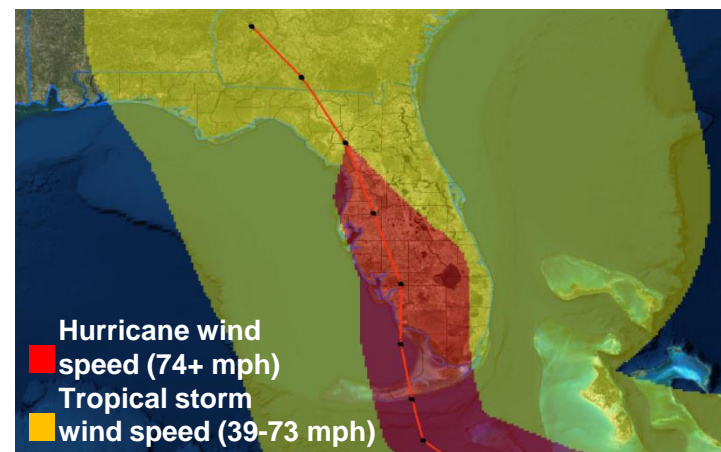 Hurricane wind
speed (74+ mph)
Tropical storm
wind speed (39-73 mph)